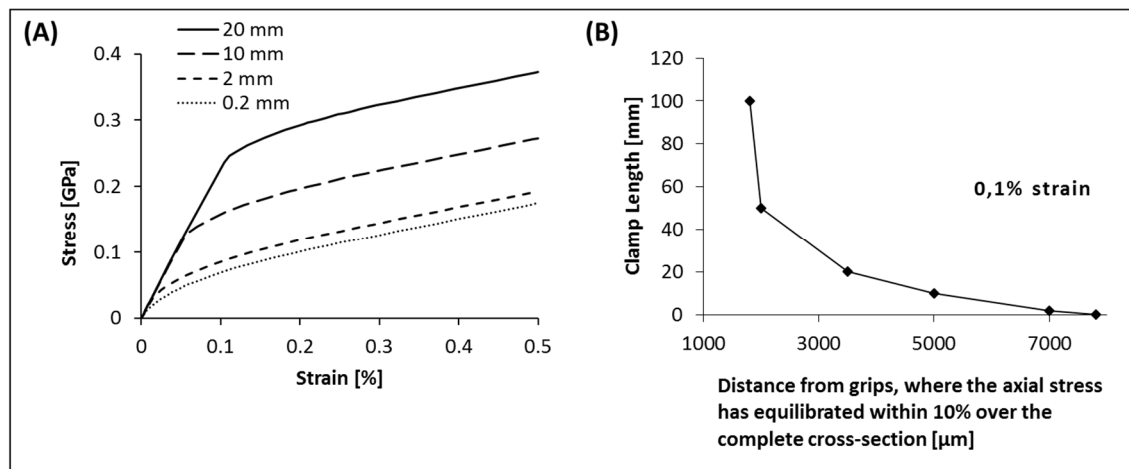 (A)
20 mm
10 mm
2 mm
0.2 mm
0.4
0.3
0.2
0.1
0
Stress [GPa]
0 0.1 0.2 0.3 0.4 0.5
Strain [%]
(B)
120
100
80
60
40
20
0
Clamp Length [mm]
0,1% strain
1000 3000 5000 7000
Distance from grips, where the axial stress
has equilibrated within 10% over the
complete cross-section [µm]